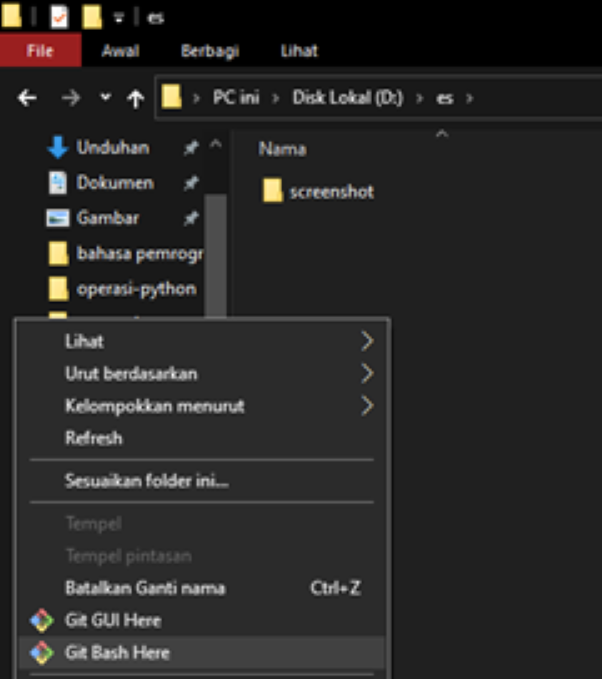 es
File Awal Berbagi Lihat
PC ini > Disk Lokal (D:) > es >
Unduhan
Nama
Dokumen
screenshot
Gambar
bahasa pemrogr
operasi-python
Lihat
Urut berdasarkan
Kelompokkan menurut
Refresh
Sesuaikan folder ini...
Tempel
Tempel pintasan
Batalkan Ganti nama Ctrl+Z
Git GUI Here
Git Bash Here